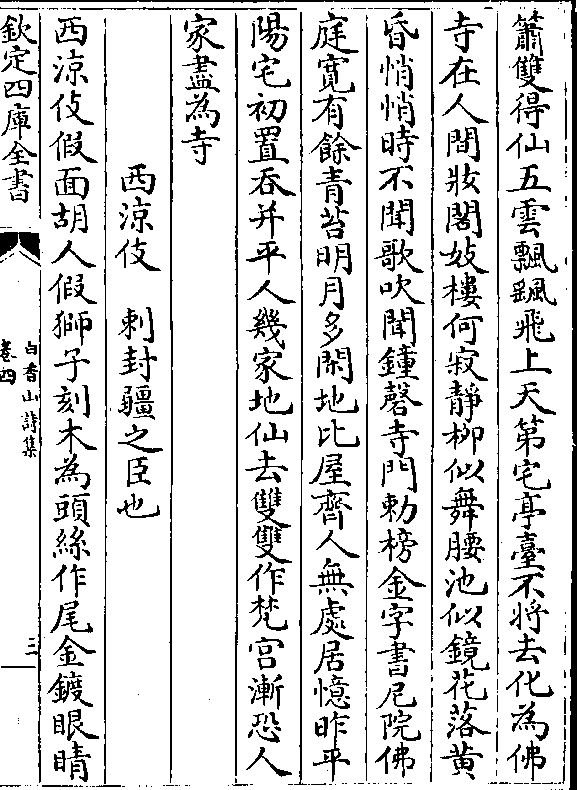 簫雙得仙五雲飄颻飛上天第宅亭臺不將去化為佛
寺在人間妝閣妓樓何寂靜柳似舞腰池似鏡花落黄
昏悄悄時不聞歌吹聞鐘磬寺門勅榜金字書尼院佛
庭寛有餘青苔明月多閑地比屋齊人無處居憶昨平
陽宅初置吞并平人幾家地仙去雙雙作梵宫漸恐人
家盡為寺
西涼伎　刺封疆之臣也
西涼伎假面胡人假獅子刻木為頭絲作尾金鍍眼睛
欽定四庫全書
白香山詩集
卷四
三